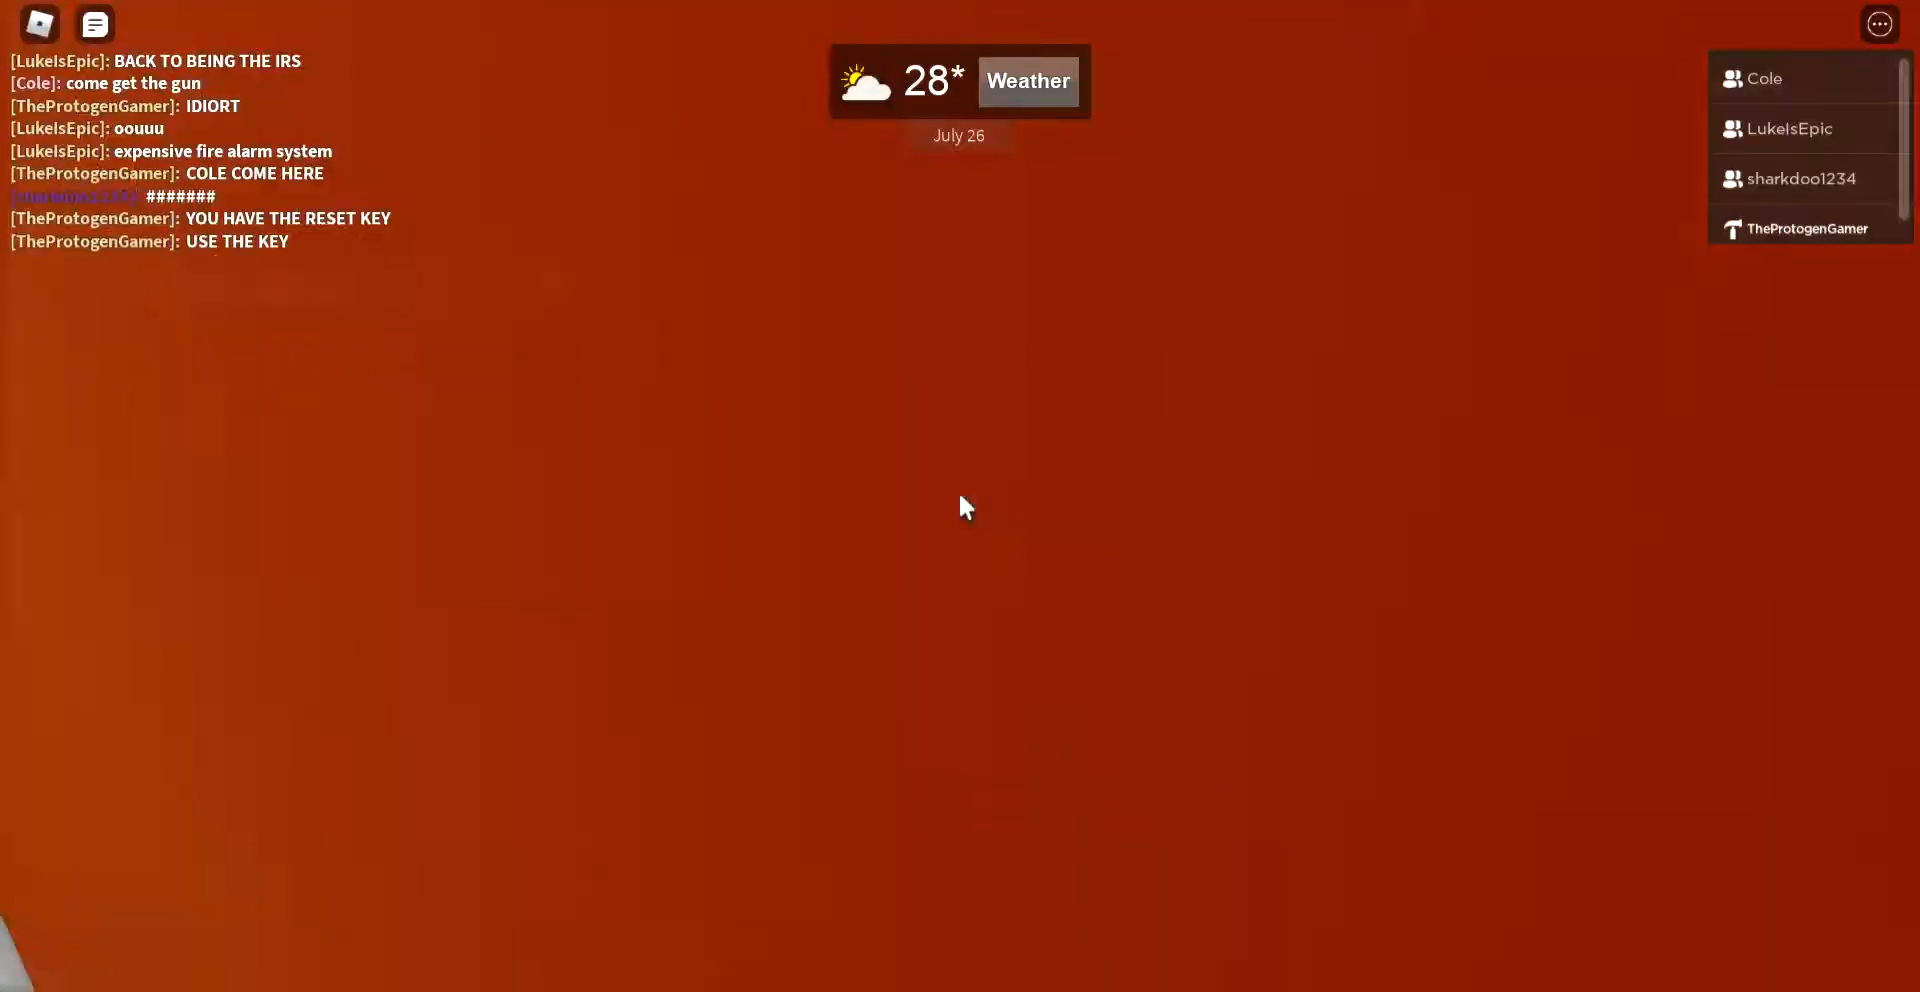 [LukeIsEpic]: BACK TO BEING THE IRS
[Cole]: come get the gun
[TheProtogenGamer]: IDIORT
[LukeIsEpic]: oouuu
[LukeIsEpic]: expensive fire alarm system
[TheProtogenGamer]: COLE COME HERE
[sharkdoo1234]: #######
[TheProtogenGamer]: YOU HAVE THE RESET KEY
[TheProtogenGamer]: USE THE KEY
28* Weather
July 26
Cole
LukeIsEpic
sharkdoo1234
TheProtogenGamer